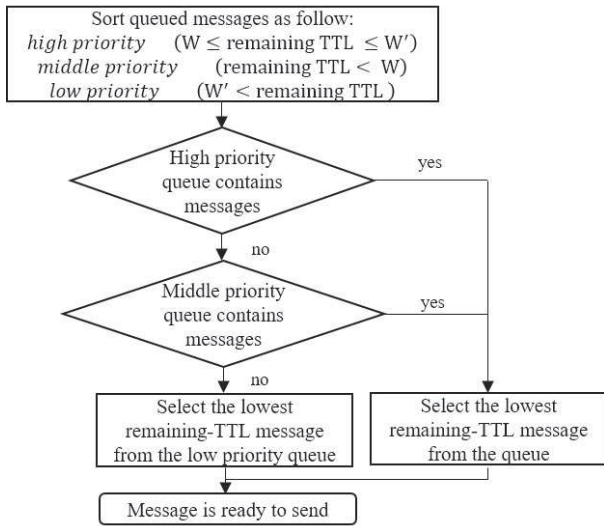 Sort queued messages as follow:
high priority (W ≤ remaining TTL ≤ W′)
middle priority (remaining TTL < W)
low priority (W′ < remaining TTL )
High priority
queue contains
messages
yes
no
Middle priority
queue contains
messages
yes
no
Select the lowest
remaining-TTL message
from the low priority queue
Select the lowest
remaining-TTL message
from the queue
Message is ready to send